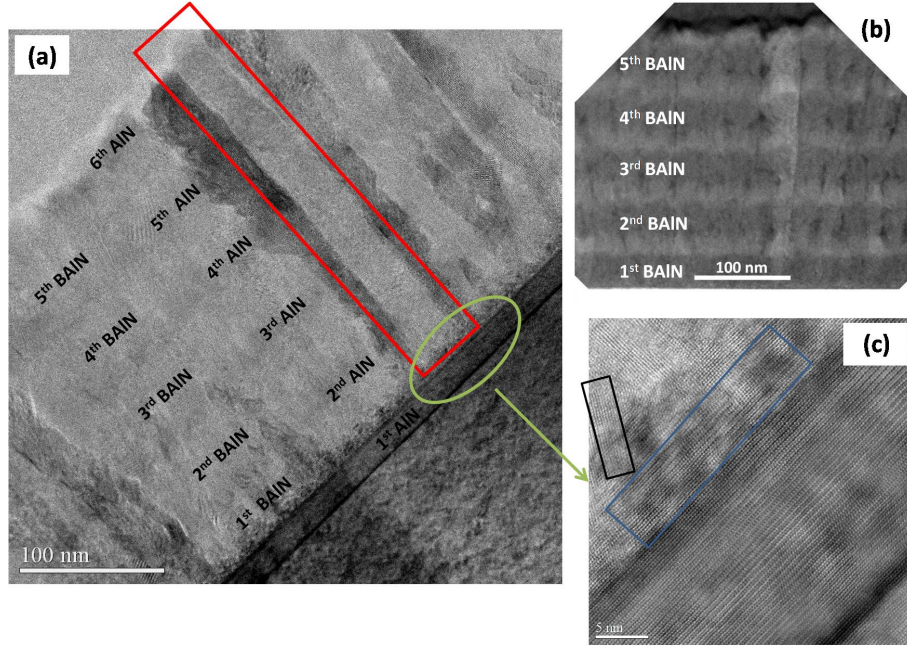 (a)
6th AlN
5th AlN
4th AlN
3rd AlN
2nd AlN
1st AlN
5th BAlN
4th BAlN
3rd BAlN
2nd BAlN
1st BAlN
100 nm
(b)
5th BAlN
4th BAlN
3rd BAlN
2nd BAlN
1st BAlN
100 nm
(c)
5 nm